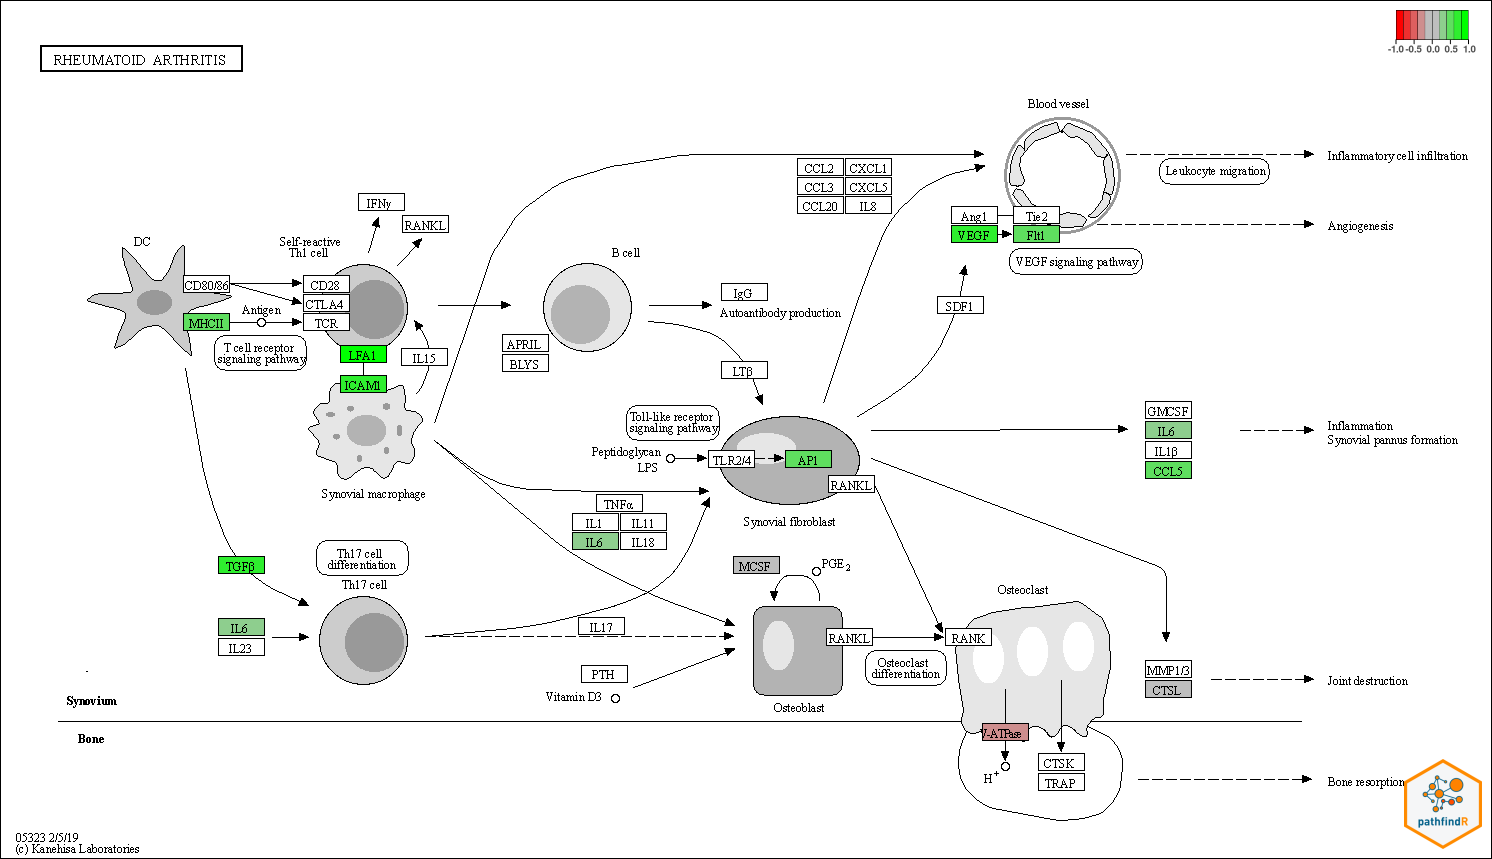 RHEUMATOID ARTHRITIS
-1.0 -0.5 0.0 0.5 1.0
Blood vessel
Inflammatory cell infiltration
Leukocyte migration
CCL2 CXCL1
CCL3 CXCL5
CCL20 IL8
IFNγ
RANKL
Ang1 Tie2
VEGF Flt1
Angiogenesis
VEGF signaling pathway
DC
Self-reactive
Th1 cell
B cell
CD80/86
CD28
CTLA4
Antigen
MHCII
TCR
IgG
Autoantibody production
SDF1
T cell receptor
signaling pathway
LFA1
IL15
APRIL
BLYS
LTβ
ICAM1
Toll-like receptor
signaling pathway
GMCSF
IL6
IL1β
CCL5
Inflammation
Synovial pannus formation
Peptidoglycan
LPS
TLR2/4
AP1
RANKL
Synovial macrophage
TNFα
IL1 IL11
IL6 IL18
Synovial fibroblast
TGFβ
Th17 cell
differentiation
Th17 cell
MCSF
PGE2
Osteoclast
IL6
IL23
IL17
RANKL
RANK
Osteoclast
differentiation
PTH
Vitamin D3
Osteoblast
MMP1/3
CTSL
Joint destruction
Synovium
Bone
V-ATPase
H+
CTSK
TRAP
Bone resorption
pathfindR
05323 2/5/19
(c) Kanehisa Laboratories